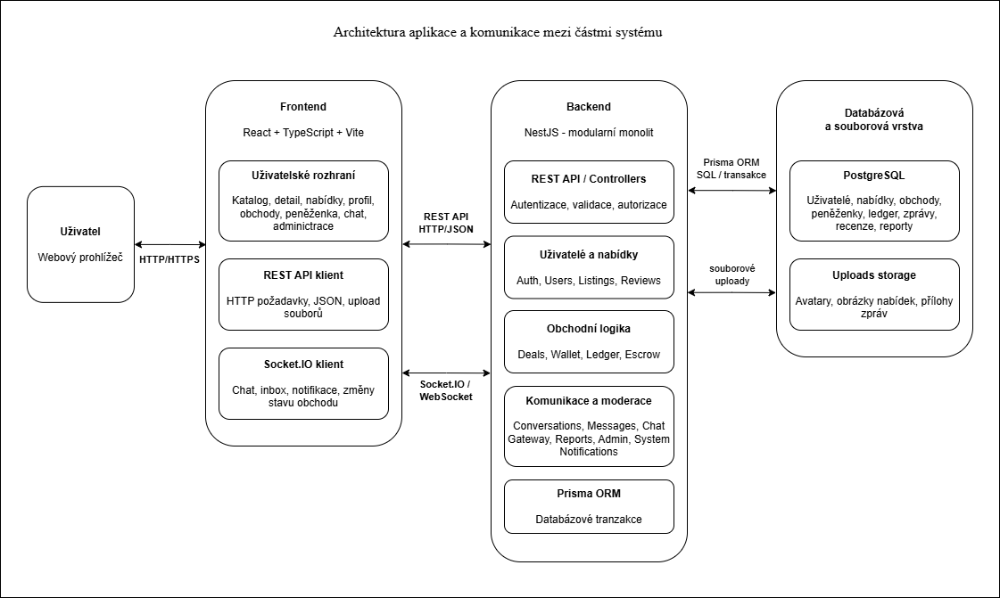 Architektura aplikace a komunikace mezi částmi systému
Uživatel
Webový prohlížeč
HTTP/HTTPS
Frontend
React + TypeScript + Vite
Uživatelské rozhraní
Katalog, detail, nabídky, profil,
obchody, peněženka, chat,
adminictrace
REST API klient
HTTP požadavky, JSON, upload
souborů
Socket.IO klient
Chat, inbox, notifikace, změny
stavu obchodu
REST API
HTTP/JSON
Socket.IO /
WebSocket
Backend
NestJS - modularní monolit
REST API / Controllers
Autentizace, validace, autorizace
Uživatelé a nabídky
Auth, Users, Listings, Reviews
Obchodní logika
Deals, Wallet, Ledger, Escrow
Komunikace a moderace
Conversations, Messages, Chat
Gateway, Reports, Admin, System
Notifications
Prisma ORM
Databázové tranzakce
Prisma ORM
SQL / transakce
souborové
uploady
Databázová
a souborová vrstva
PostgreSQL
Uživatelé, nabídky, obchody,
peněženky, ledger, zprávy,
recenze, reporty
Uploads storage
Avatary, obrázky nabídek, přílohy
zpráv